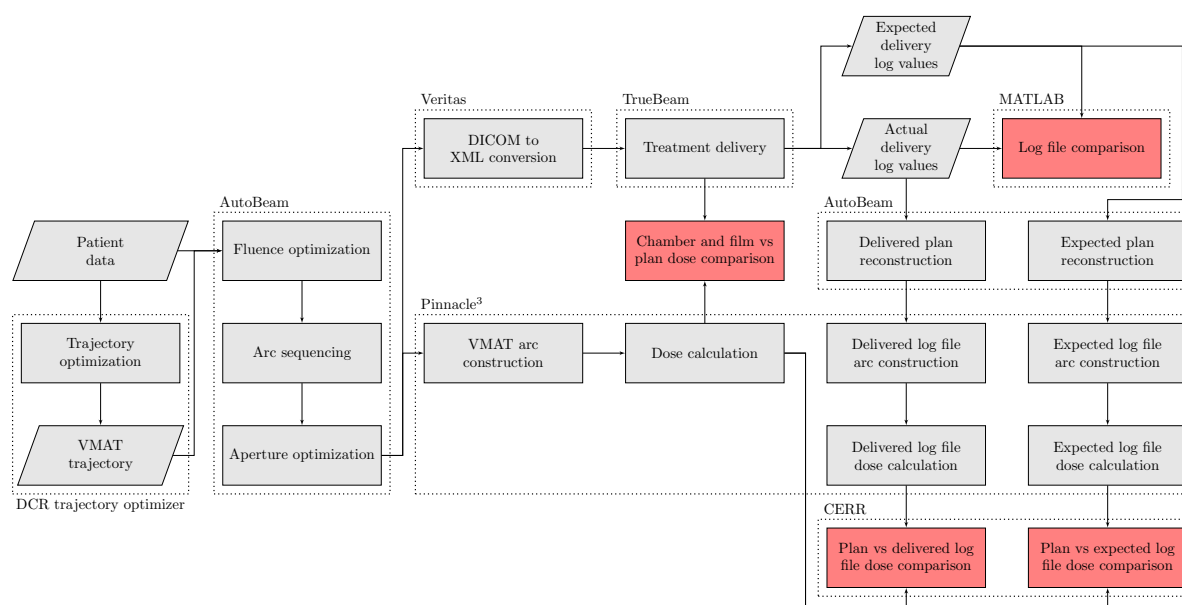 Expected
delivery
log values
Veritas
TrueBeam
MATLAB
DICOM to
XML conversion
Treatment delivery
Actual
delivery
log values
Log file comparison
AutoBeam
AutoBeam
Patient
data
Fluence optimization
Chamber and film vs
plan dose comparison
Delivered plan
reconstruction
Expected plan
reconstruction
Pinnacle³
Trajectory
optimization
Arc sequencing
VMAT arc
construction
Dose calculation
Delivered log file
arc construction
Expected log file
arc construction
VMAT
trajectory
Aperture optimization
Delivered log file
dose calculation
Expected log file
dose calculation
DCR trajectory optimizer
CERR
Plan vs delivered log
file dose comparison
Plan vs expected log
file dose comparison